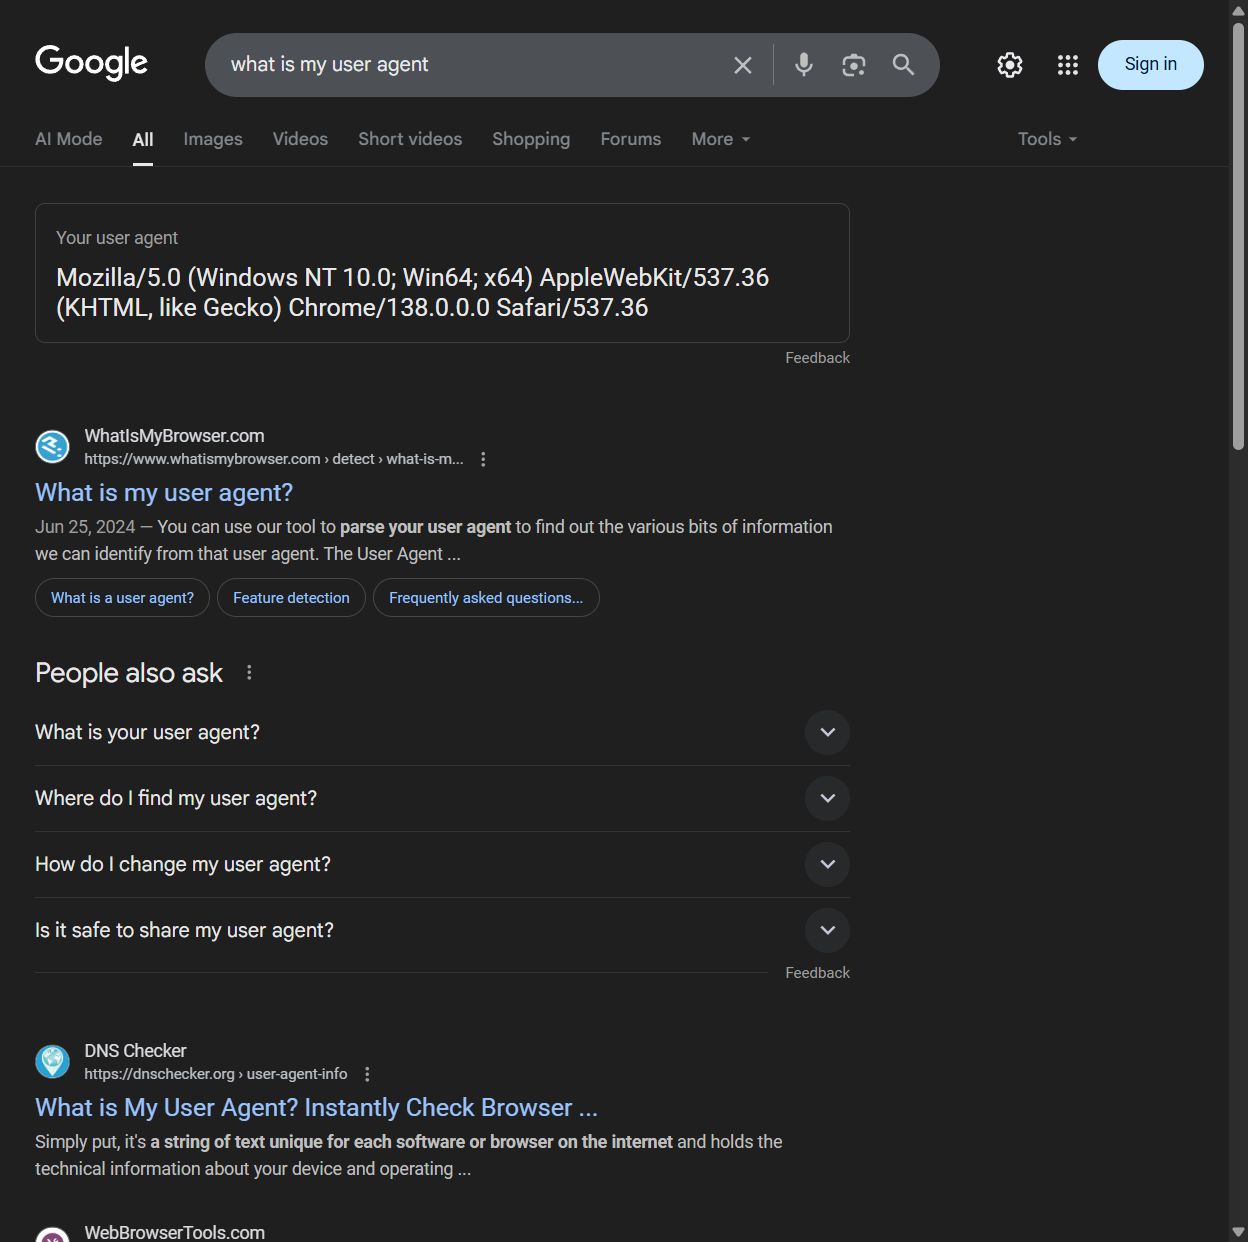 Google
what is my user agent
Sign in
AI Mode
All
Images
Videos
Short videos
Shopping
Forums
More
Tools
Your user agent
Mozilla/5.0 (Windows NT 10.0; Win64; x64) AppleWebKit/537.36
(KHTML, like Gecko) Chrome/138.0.0.0 Safari/537.36
Feedback
WhatIsMyBrowser.com
https://www.whatismybrowser.com › detect › what-is-m...
What is my user agent?
Jun 25, 2024 — You can use our tool to parse your user agent to find out the various bits of information
we can identify from that user agent. The User Agent ...
What is a user agent?
Feature detection
Frequently asked questions...
People also ask
What is your user agent?
Where do I find my user agent?
How do I change my user agent?
Is it safe to share my user agent?
Feedback
DNS Checker
https://dnschecker.org › user-agent-info
What is My User Agent? Instantly Check Browser ...
Simply put, it's a string of text unique for each software or browser on the internet and holds the
technical information about your device and operating ...
WebBrowserTools.com